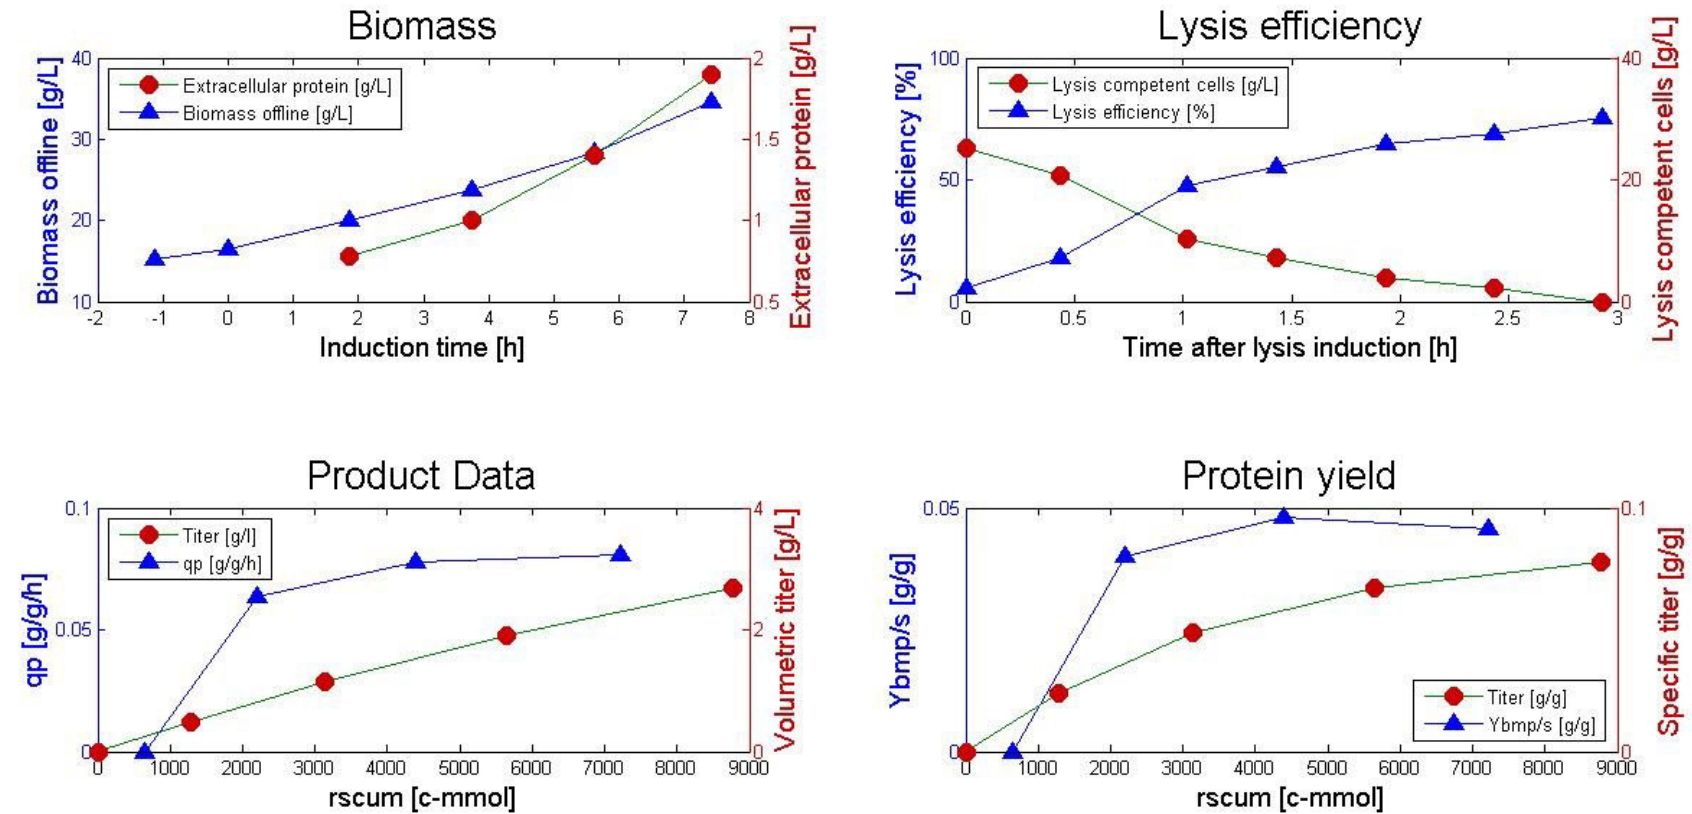 Biomass
Biomass offline [g/L]
40
30
20
10
Extracellular protein [g/L]
Biomass offline [g/L]
2
1.5
1
0.5
Extracellular protein [g/L]
-2 -1 0 1 2 3 4 5 6 7 8
Induction time [h]
Lysis efficiency
Lysis efficiency [%]
100
50
0
Lysis competent cells [g/L]
Lysis efficiency [%]
40
20
0
Lysis competent cells [g/L]
0 0.5 1 1.5 2 2.5 3
Time after lysis induction [h]
Product Data
qp [g/g/h]
0.1
0.05
0
Titer [g/l]
qp [g/g/h]
4
2
0
Volumetric titer [g/L]
0 1000 2000 3000 4000 5000 6000 7000 8000 9000
rscum [c-mmol]
Protein yield
Ybmp/s [g/g]
0.05
0
Titer [g/g]
Ybmp/s [g/g]
0.1
0
Specific titer [g/g]
0 1000 2000 3000 4000 5000 6000 7000 8000 9000
rscum [c-mmol]